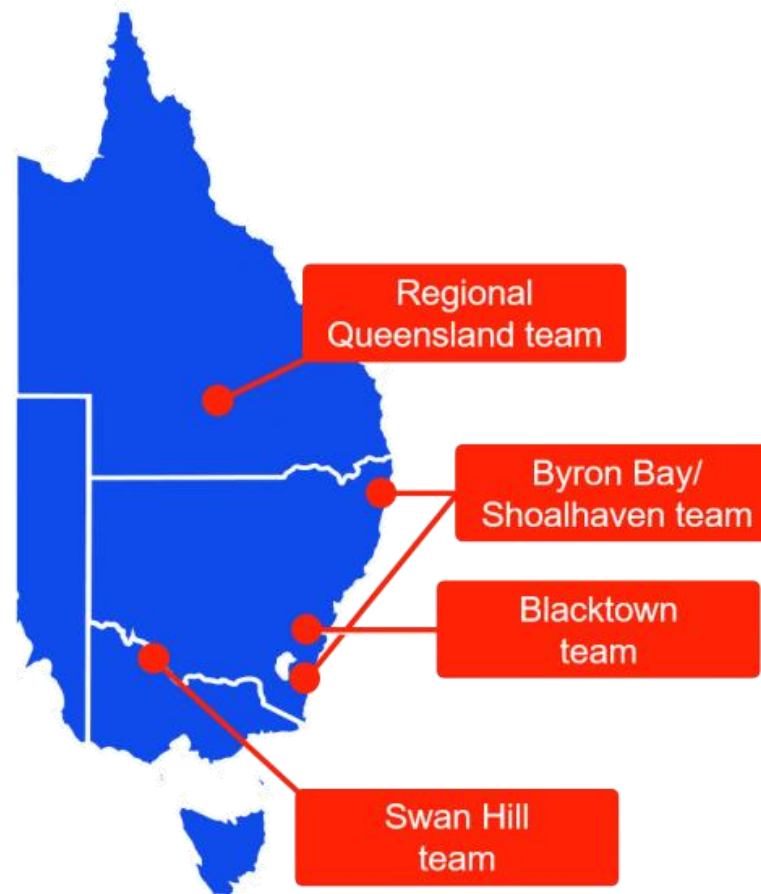 Regional
Queensland team
Byron Bay/
Shoalhaven team
Blacktown
team
Swan Hill
team